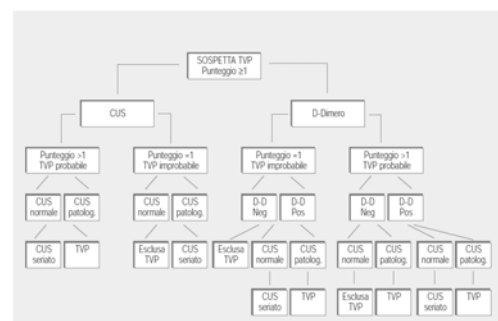 SOSPETTA TVP
Punteggio ≥1
CUS
D-Dimero
Punteggio >1
TVP probabile
Punteggio =1
TVP improbabile
Punteggio =1
TVP improbabile
Punteggio >1
TVP probabile
CUS
normale
CUS
patolog.
CUS
normale
CUS
patolog.
D-D
Neg
D-D
Pos
D-D
Neg
D-D
Pos
CUS
seriato
TVP
Esclusa
TVP
CUS
seriato
Esclusa
TVP
CUS
normale
CUS
patolog.
CUS
normale
CUS
patolog.
CUS
normale
CUS
patolog.
CUS
seriato
TVP
Esclusa
TVP
TVP
CUS
seriato
TVP